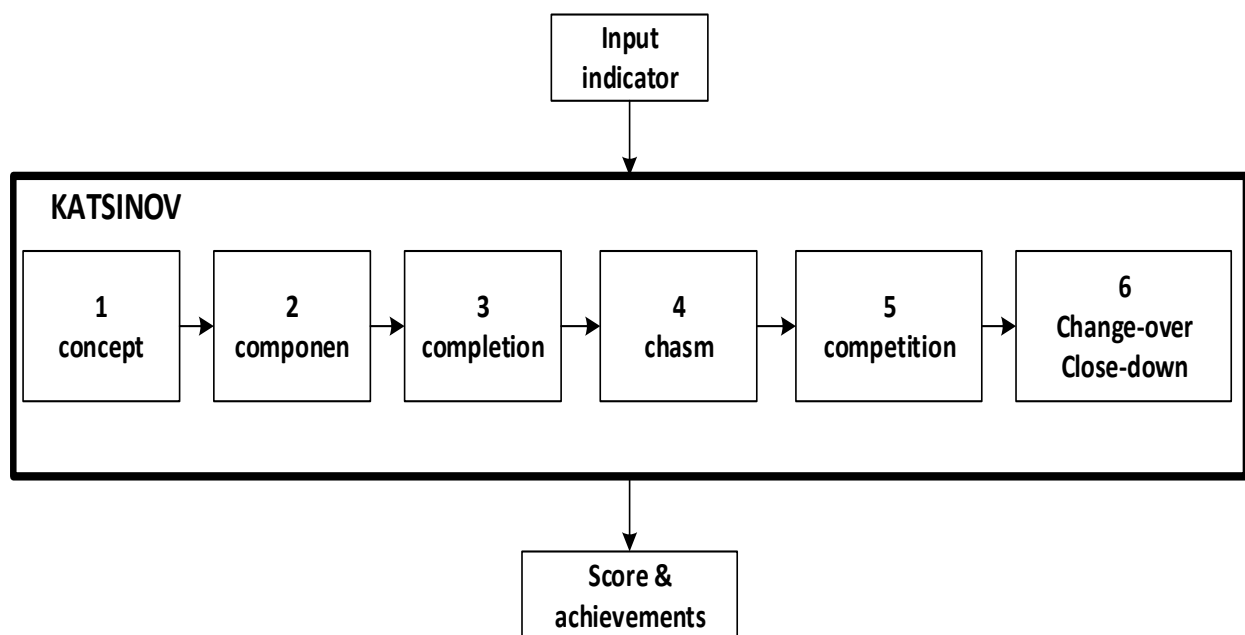 Input
indicator
KATSINOV
1
concept
2
componen
3
completion
4
chasm
5
competition
6
Change-over
Close-down
Score &
achievements